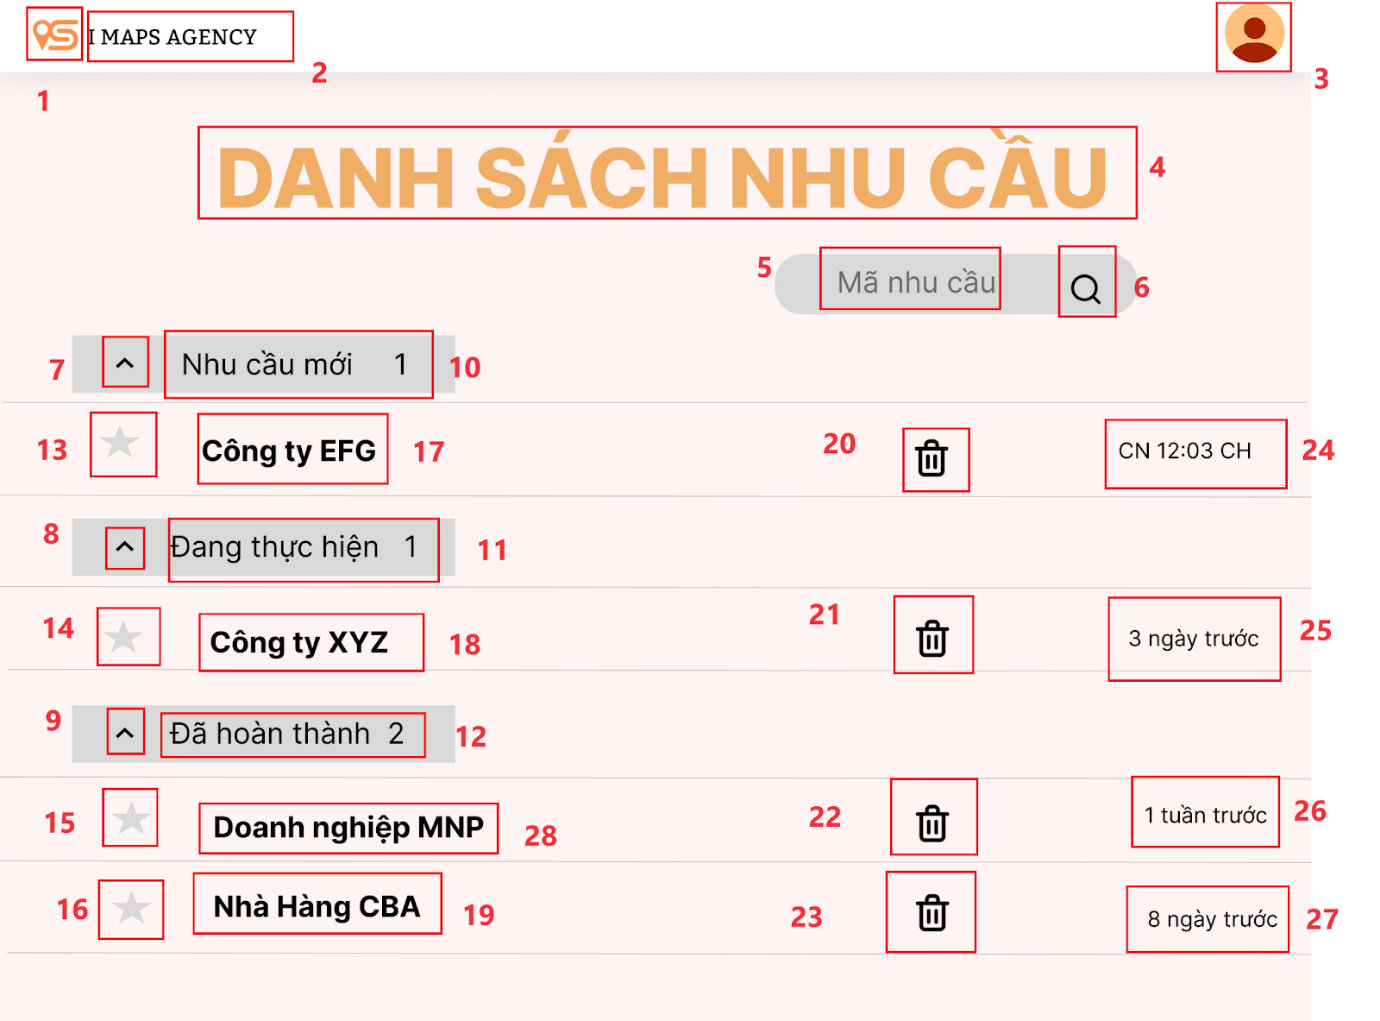 I MAPS AGENCY
2
3
1
DANH SÁCH NHU CẦU
4
5
Mã nhu cầu
6
7
Nhu cầu mới 1
10
13
Công ty EFG
17
20
CN 12:03 CH
24
8
Đang thực hiện 1
11
14
Công ty XYZ
18
21
3 ngày trước
25
9
Đã hoàn thành 2
12
15
Doanh nghiệp MNP
28
22
1 tuần trước
26
16
Nhà Hàng CBA
19
23
8 ngày trước
27